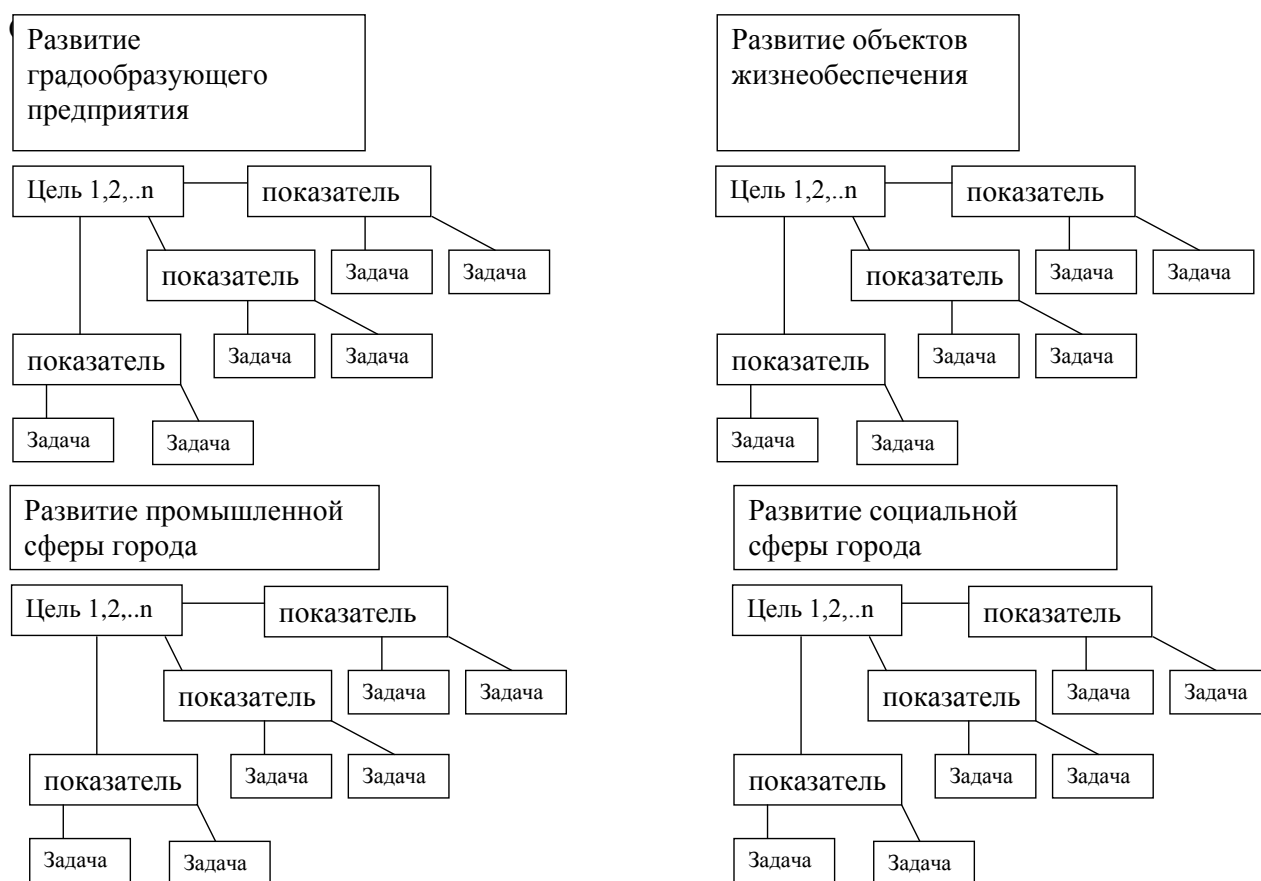 Развитие
градообразующего
предприятия
Цель 1,2,..n
показатель
показатель
Задача
Задача
показатель
Задача
Задача
Задача
Задача
Развитие объектов
жизнеобеспечения
Цель 1,2,..n
показатель
показатель
Задача
Задача
показатель
Задача
Задача
Задача
Задача
Развитие промышленной
сферы города
Цель 1,2,..n
показатель
показатель
Задача
Задача
показатель
Задача
Задача
Задача
Задача
Развитие социальной
сферы города
Цель 1,2,..n
показатель
показатель
Задача
Задача
показатель
Задача
Задача
Задача
Задача